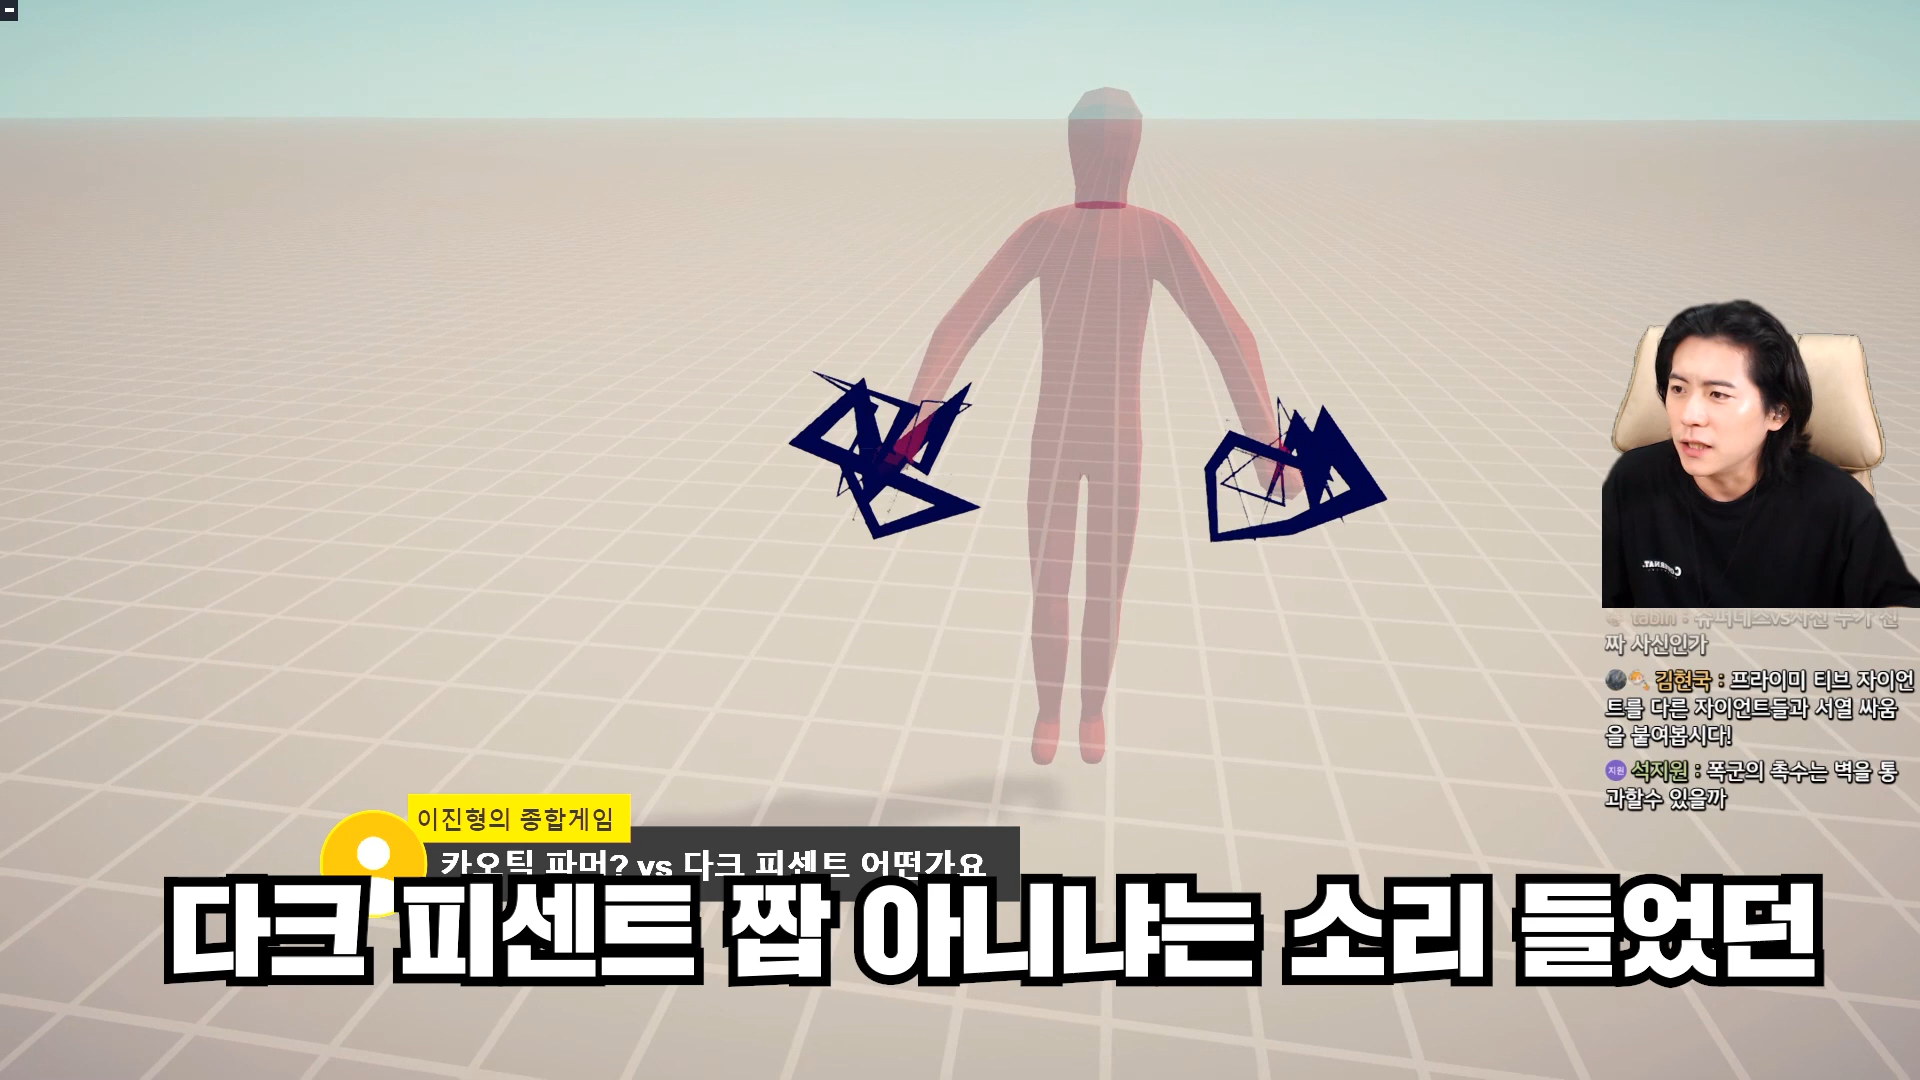 짜 사신인가
김현국 : 프라이미 티브 자이언
트를 다른 자이언트들과 서열 싸움
을 붙여봅시다!
지원 석지원 : 폭군의 촉수는 벽을 통
과할수 있을까
이진형의 종합게임
카오틱 파머? vs 다크 피센트 어떤가요
다크 피센트 짭 아니냐는 소리 들었던